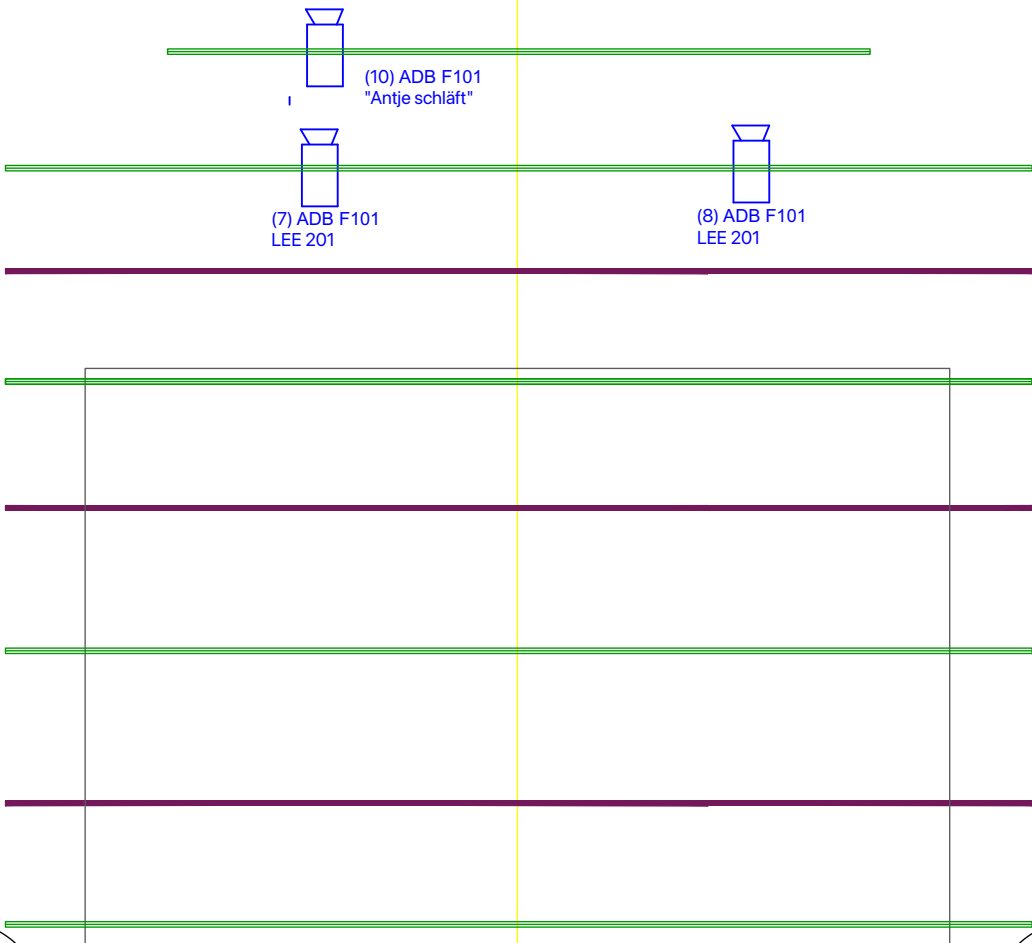 (10) ADB F101
"Antje schläft"
(7) ADB F101
LEE 201
(8) ADB F101
LEE 201